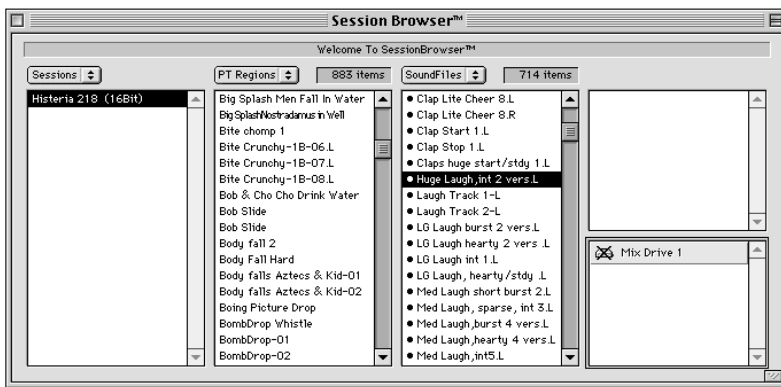 Session Browser™
Welcome To SessionBrowser™
Sessions
PT Regions
883 items
SoundFiles
714 items
Histeria 218 (16Bit)
Big Splash Men Fall In Water
Big SplashNostradamus in Well
Bite chomp 1
Bite Crunchy-1B-06.L
Bite Crunchy-1B-07.L
Bite Crunchy-1B-08.L
Bob & Cho Cho Drink Water
Bob Slide
Bob Slide
Body fall 2
Body Fall Hard
Body falls Aztecs & Kid-01
Body falls Aztecs & Kid-02
Boing Picture Drop
BombDrop Whistle
BombDrop-01
BombDrop-02
• Clap Lite Cheer 8.L
• Clap Lite Cheer 8.R
• Clap Start 1.L
• Clap Stop 1.L
• Claps huge start/stdy 1.L
• Huge Laugh,int 2 vers.L
• Laugh Track 1-L
• Laugh Track 2-L
• LG Laugh burst 2 vers.L
• LG Laugh hearty 2 vers .L
• LG Laugh int 1.L
• LG Laugh, hearty/stdy .L
• Med Laugh short burst 2.L
• Med Laugh, sparse, int 3.L
• Med Laugh,burst 4 vers.L
• Med Laugh,hearty 4 vers.L
• Med Laugh,int5.L
Mix Drive 1